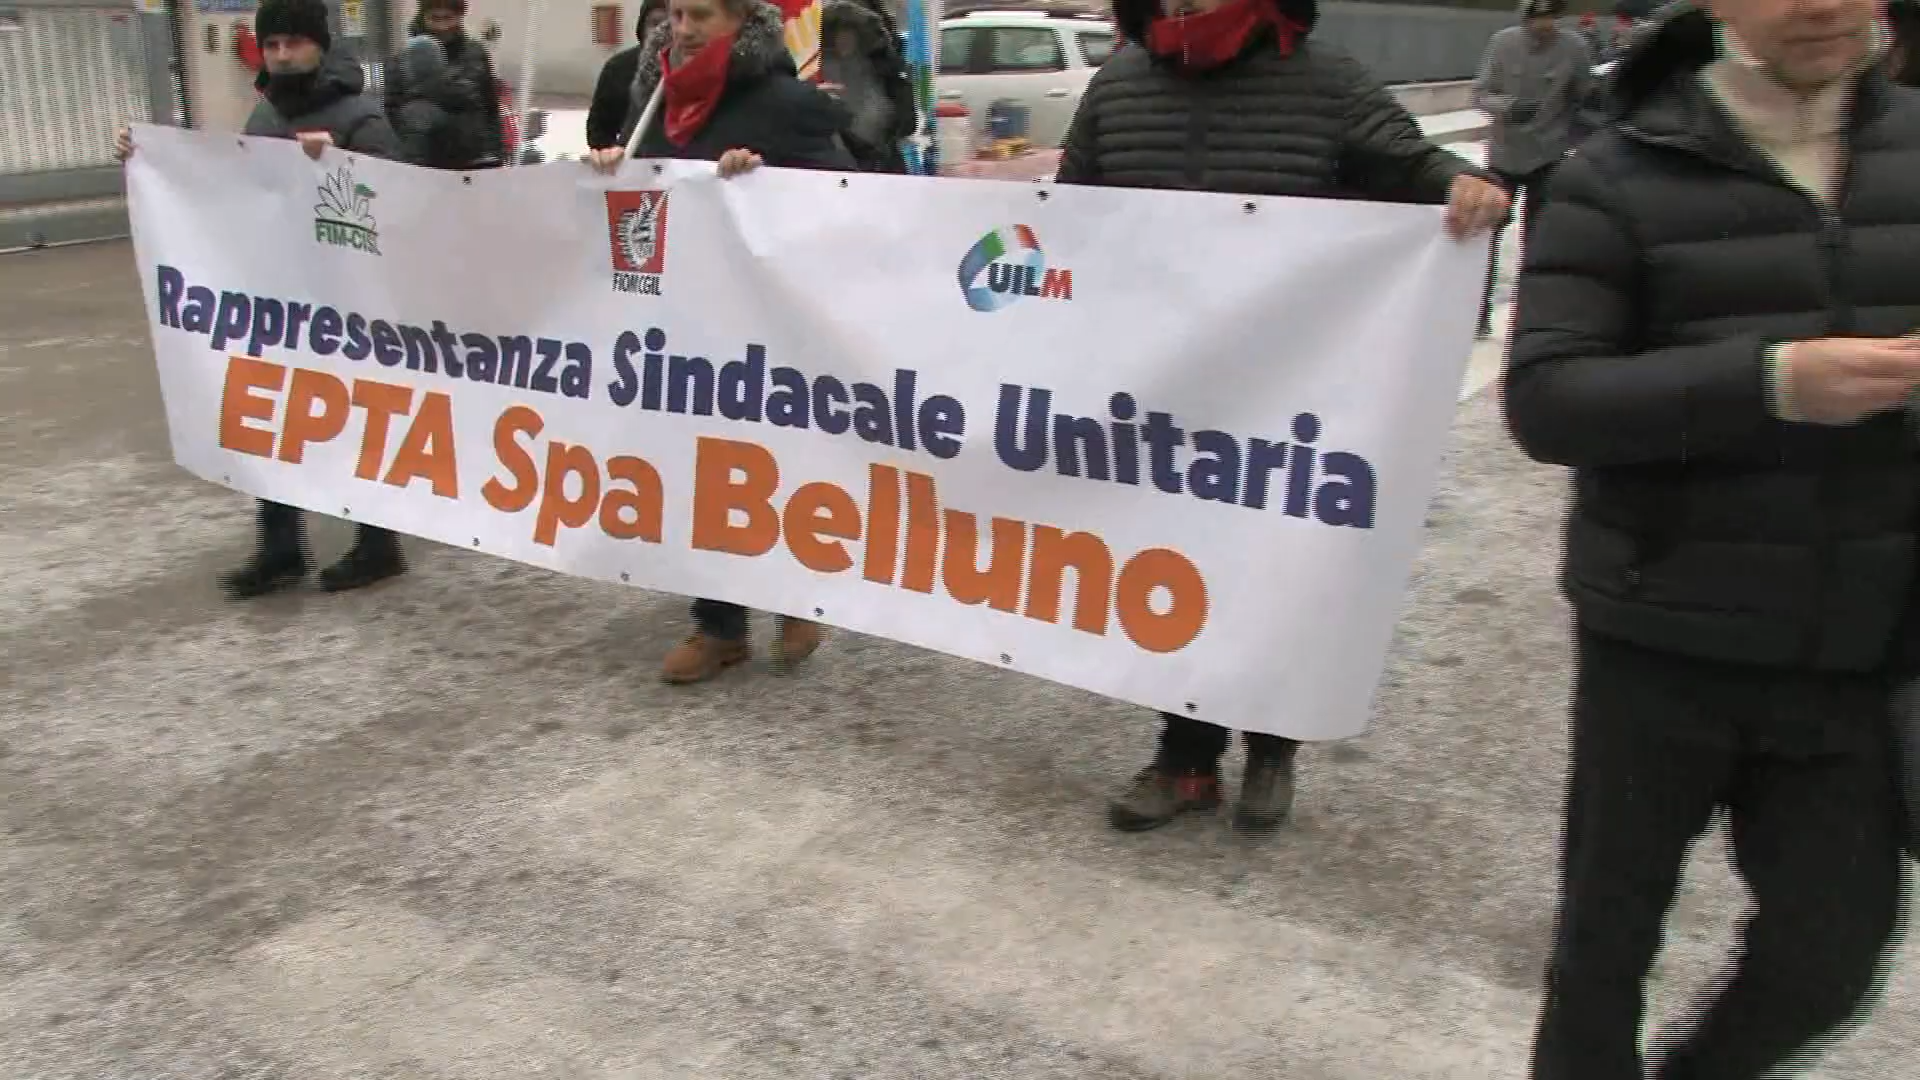 FIM-CISL
FIOM CGIL
UILM
Rappresentanza Sindacale Unitaria
EPTA Spa Belluno